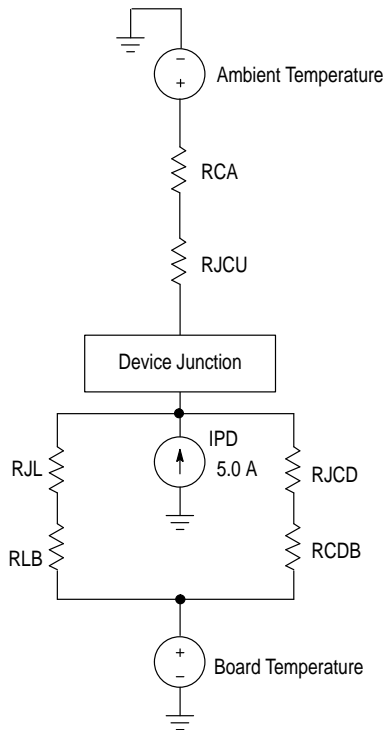 Ambient Temperature
RCA
RJCU
Device Junction
IPD
5.0 A
RJL
RJCD
RLB
RCDB
Board Temperature